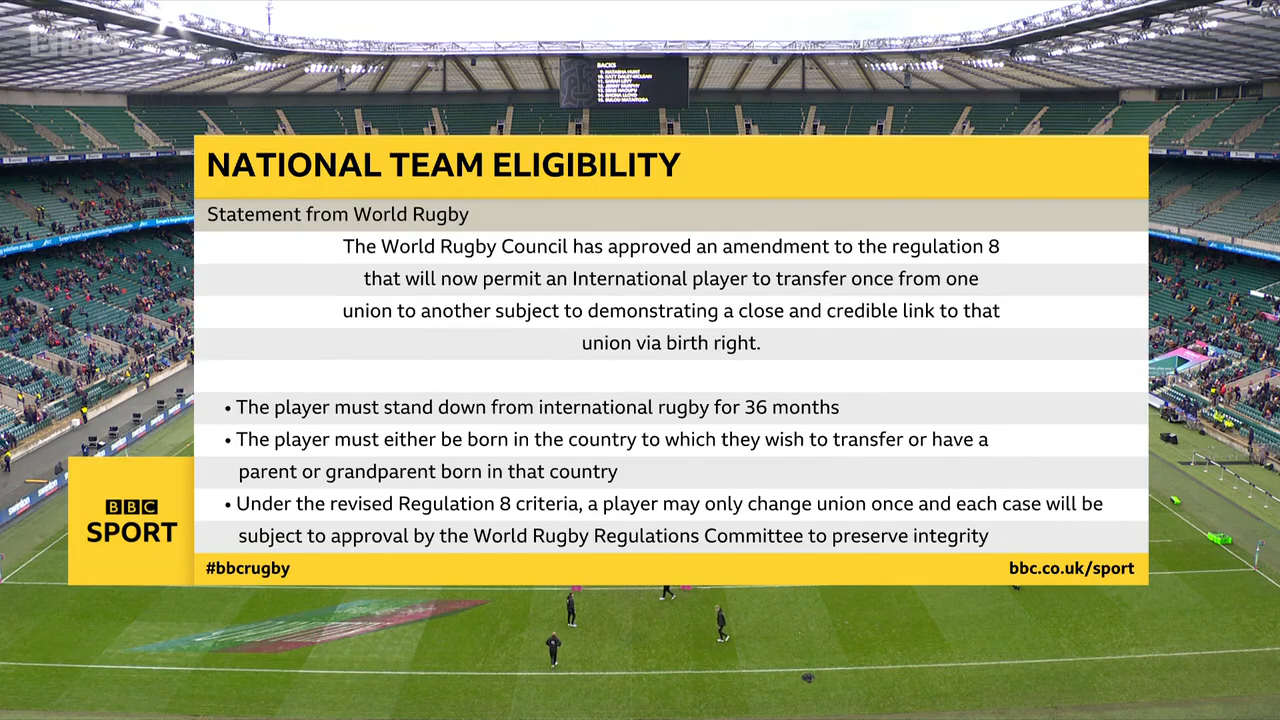 BBC
BACKS
NATIONAL TEAM ELIGIBILITY
Statement from World Rugby
The World Rugby Council has approved an amendment to the regulation 8
that will now permit an International player to transfer once from one
union to another subject to demonstrating a close and credible link to that
union via birth right.
• The player must stand down from international rugby for 36 months
• The player must either be born in the country to which they wish to transfer or have a
parent or grandparent born in that country
• Under the revised Regulation 8 criteria, a player may only change union once and each case will be
subject to approval by the World Rugby Regulations Committee to preserve integrity
BBC
SPORT
#bbcrugby
bbc.co.uk/sport